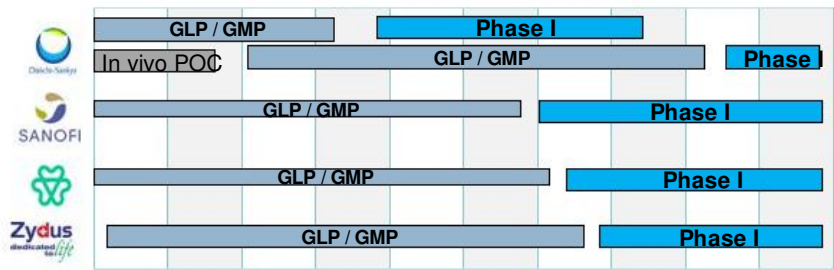 GLP / GMP Phase I
Daiichi-Sankyo
In vivo POC GLP / GMP Phase I
SANOFI
GLP / GMP Phase I
GLP / GMP Phase I
Zydus
dedicated
to life
GLP / GMP Phase I